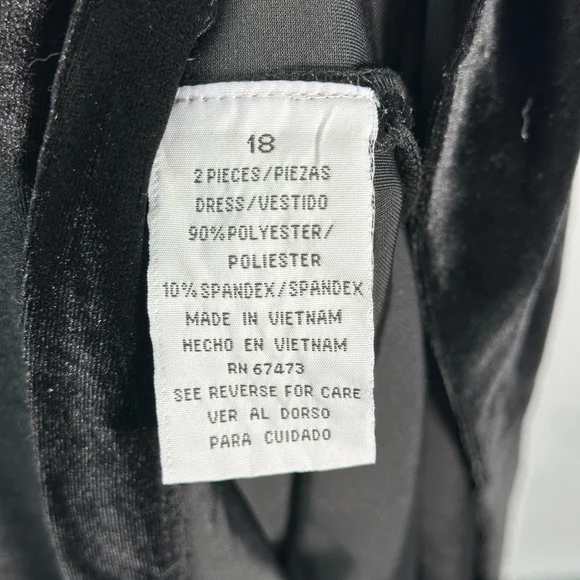 18
2 PIECES/PIEZAS
DRESS/VESTIDO
90% POLYESTER/
POLIESTER
10% SPANDEX/SPANDEX
MADE IN VIETNAM
HECHO EN VIETNAM
RN 67473
SEE REVERSE FOR CARE
VER AL DORSO
PARA CUIDADO